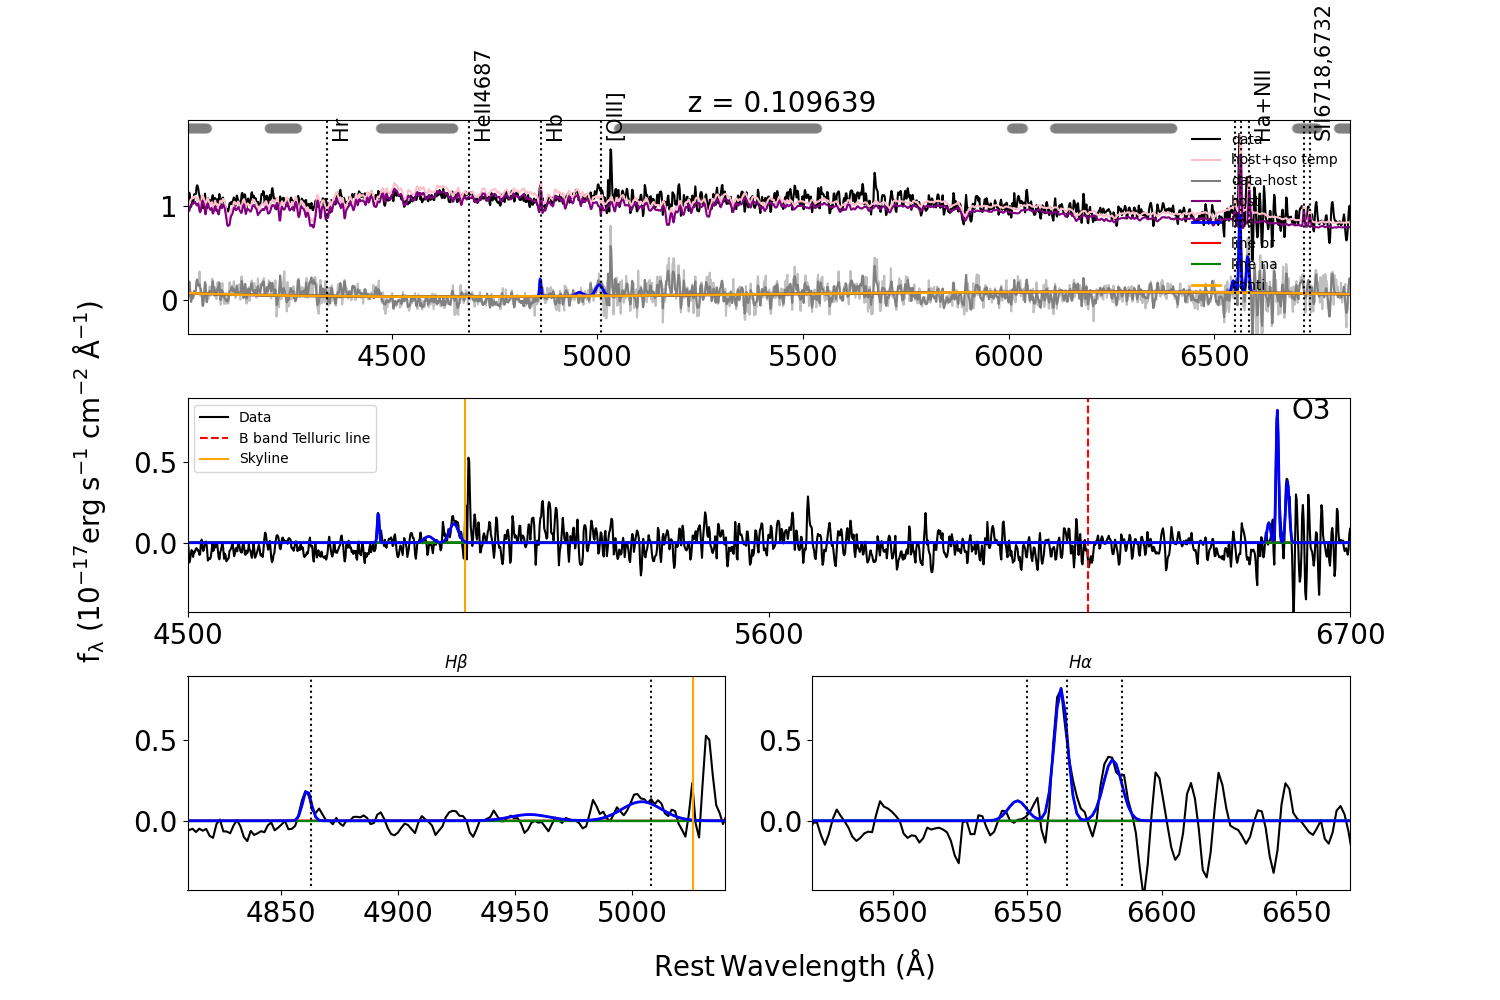 z = 0.109639
Hr
HeII4687
Hb
[OIII]
Ha+NII
SII6718,6732
data
host+qso temp
data-host
line br
line na
conti
1
0
4500
5000
5500
6000
6500
f_λ (10⁻¹⁷erg s⁻¹ cm⁻² Å⁻¹)
Data
B band Telluric line
Skyline
O3
0.5
0.0
4500
5600
6700
Hβ
0.5
0.0
4850
4900
4950
5000
Hα
0.5
0.0
6500
6550
6600
6650
Rest Wavelength (Å)